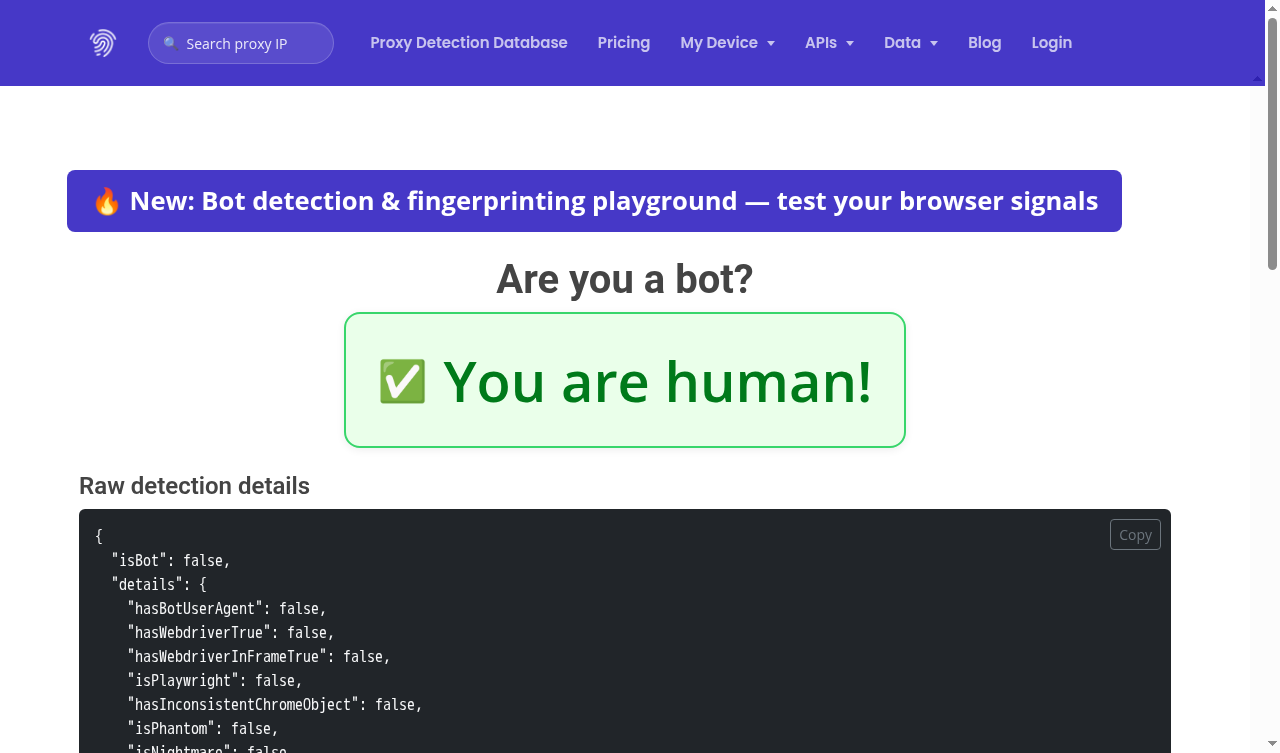 🔍 Search proxy IP
Proxy Detection Database
Pricing
My Device
APIs
Data
Blog
Login
🔥 New: Bot detection & fingerprinting playground — test your browser signals
Are you a bot?
✅ You are human!
Raw detection details
Copy
{
"isBot": false,
"details": {
"hasBotUserAgent": false,
"hasWebdriverTrue": false,
"hasWebdriverInFrameTrue": false,
"isPlaywright": false,
"hasInconsistentChromeObject": false,
"isPhantom": false,
"isNightmare": false,